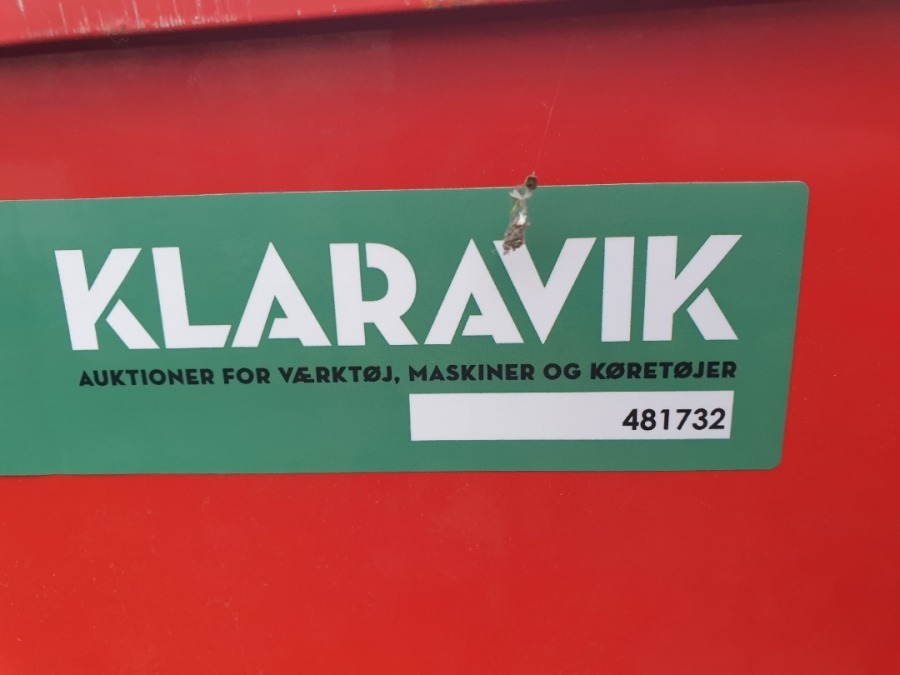 KLARAVIK
AUKTIONER FOR VÆRKTØJ, MASKINER OG KØRETØJER
481732